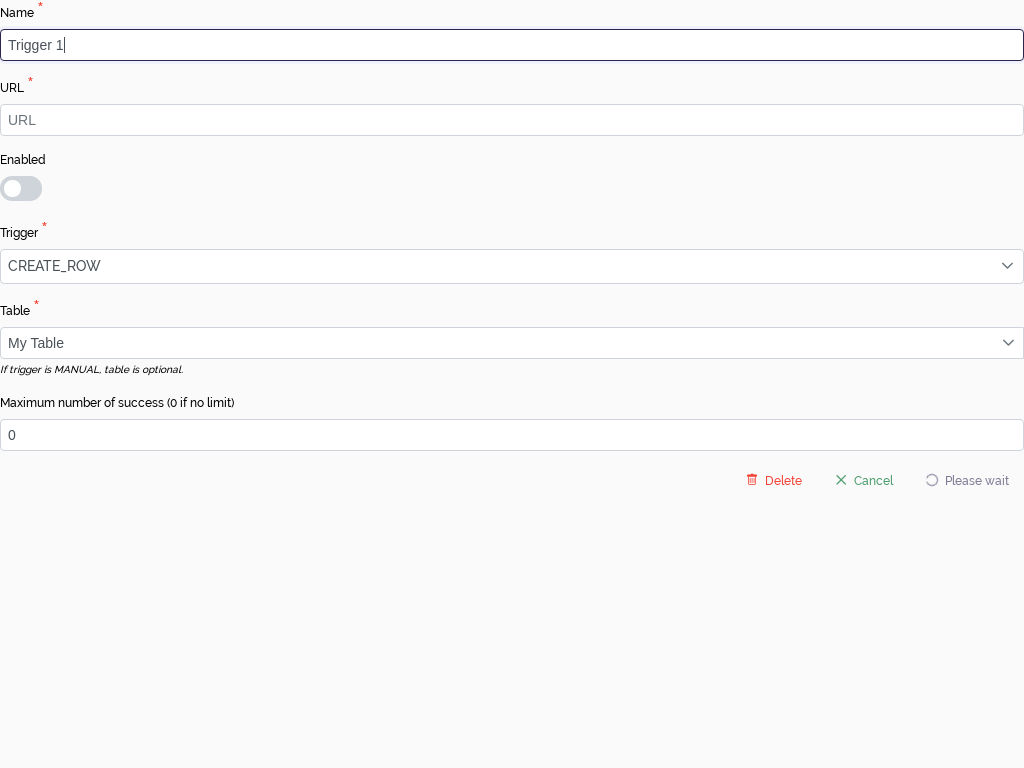 Name *
Trigger 1
URL *
URL
Enabled
Trigger *
CREATE_ROW
Table *
My Table
If trigger is MANUAL, table is optional.
Maximum number of success (0 if no limit)
0
Delete Cancel Please wait